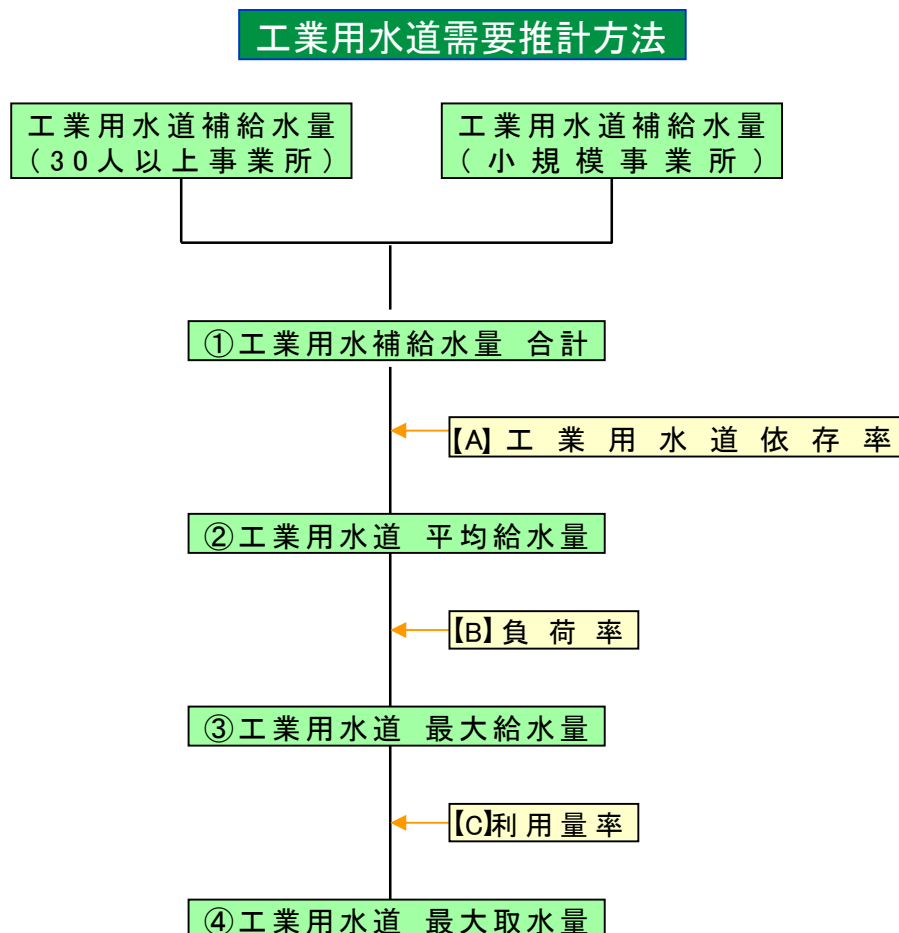 工業用水道需要推計方法
工業用水道補給水量
(30人以上事業所)
工業用水道補給水量
(小規模事業所)
①工業用水補給水量 合計
【A】工業用水道依存率
②工業用水道 平均給水量
【B】負荷率
③工業用水道 最大給水量
【C】利用量率
④工業用水道 最大取水量